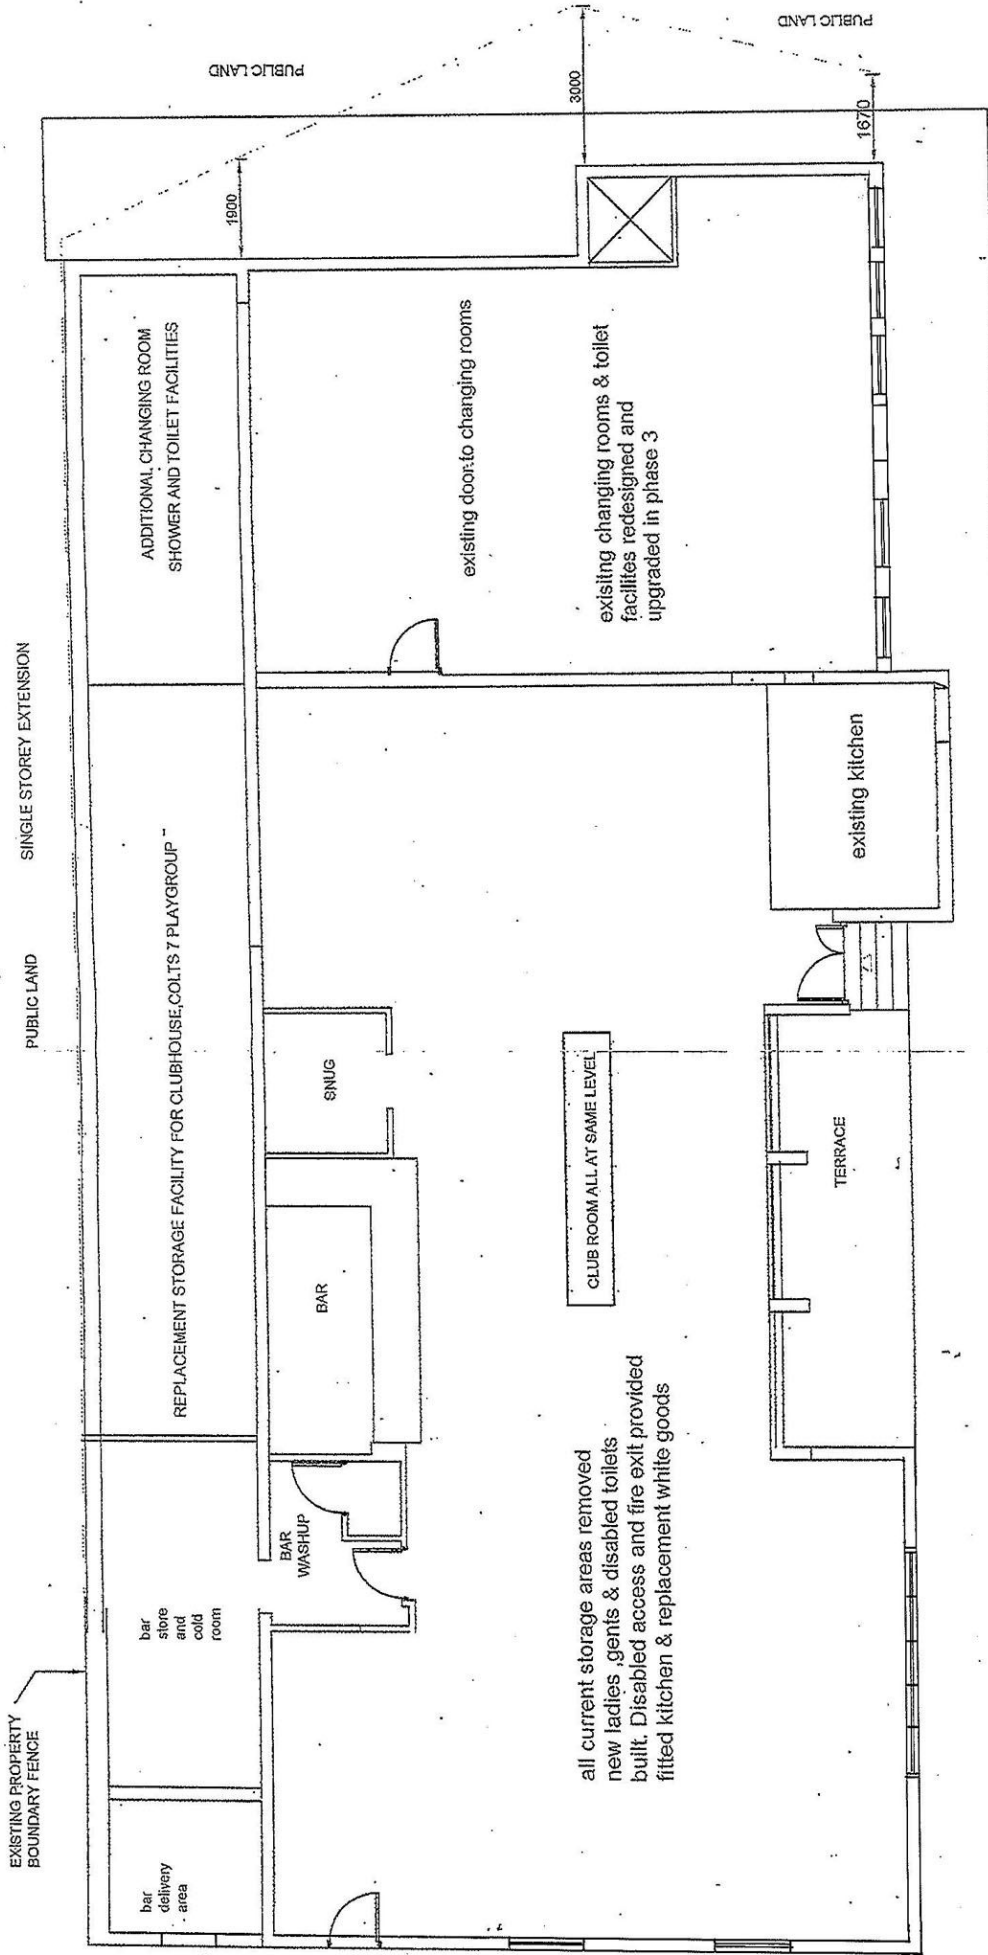 EXISTING PROPERTY
BOUNDARY FENCE
PUBLIC LAND
SINGLE STOREY EXTENSION
PUBLIC LAND
PUBLIC LAND
bar
delivery
area
bar
store
and
cold
room
REPLACEMENT STORAGE FACILITY FOR CLUBHOUSE,COLTS 7 PLAYGROUP
ADDITIONAL CHANGING ROOM
SHOWER AND TOILET FACILITIES
1900
3000
1670
BAR
WASHUP
BAR
SNUG
existing door to changing rooms
exisitng changing rooms & toilet
facilites redesigned and
upgraded in phase 3
CLUB ROOM ALL AT SAME LEVEL
all current storage areas removed
new ladies ,gents & disabled toilets
built. Disabled access and fire exit provided
fitted kitchen & replacement white goods
TERRACE
existing kitchen